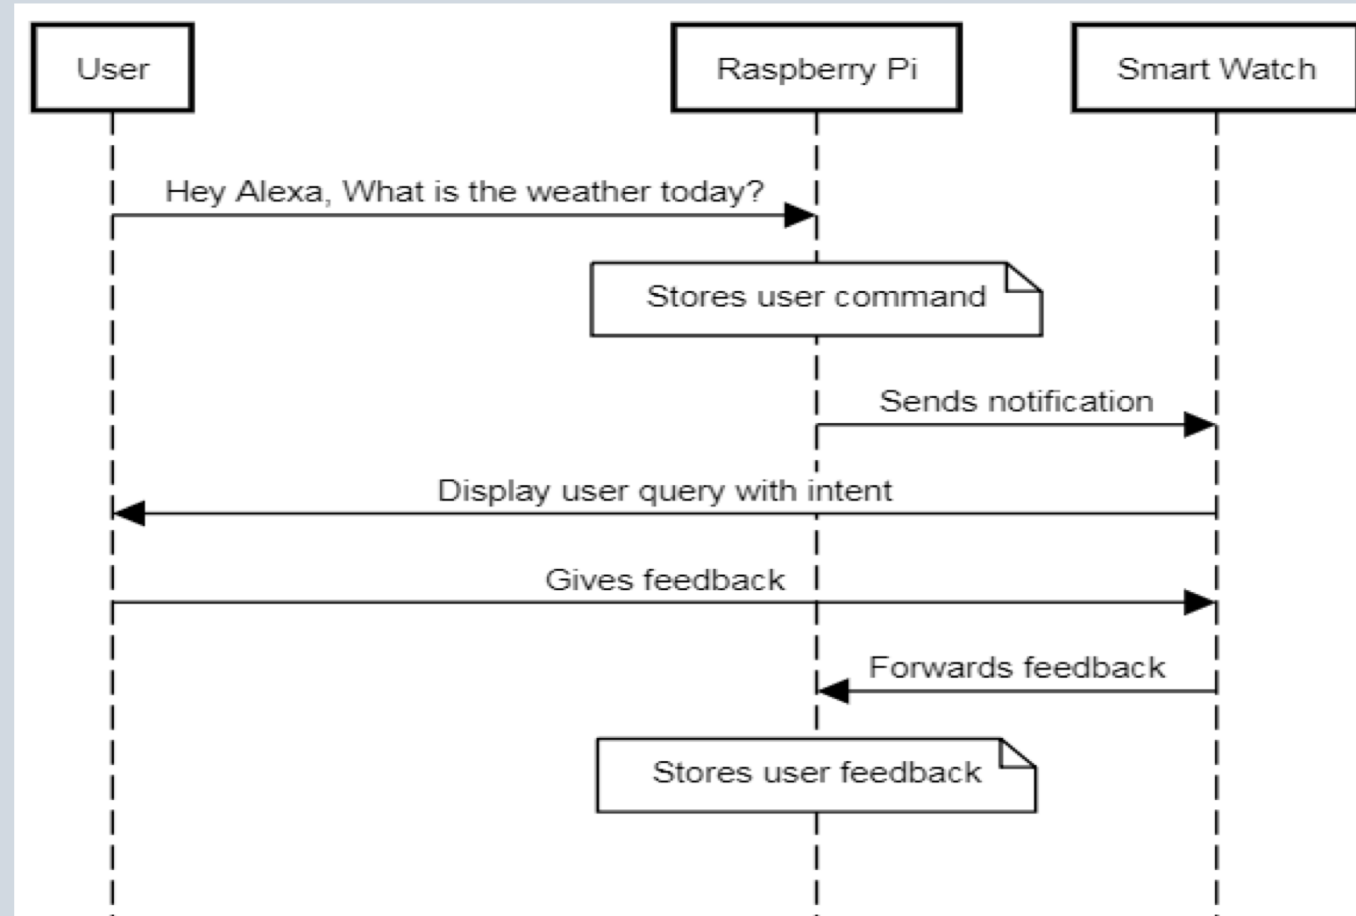 User
Raspberry Pi
Smart Watch
Hey Alexa, What is the weather today?
Stores user command
Sends notification
Display user query with intent
Gives feedback
Forwards feedback
Stores user feedback